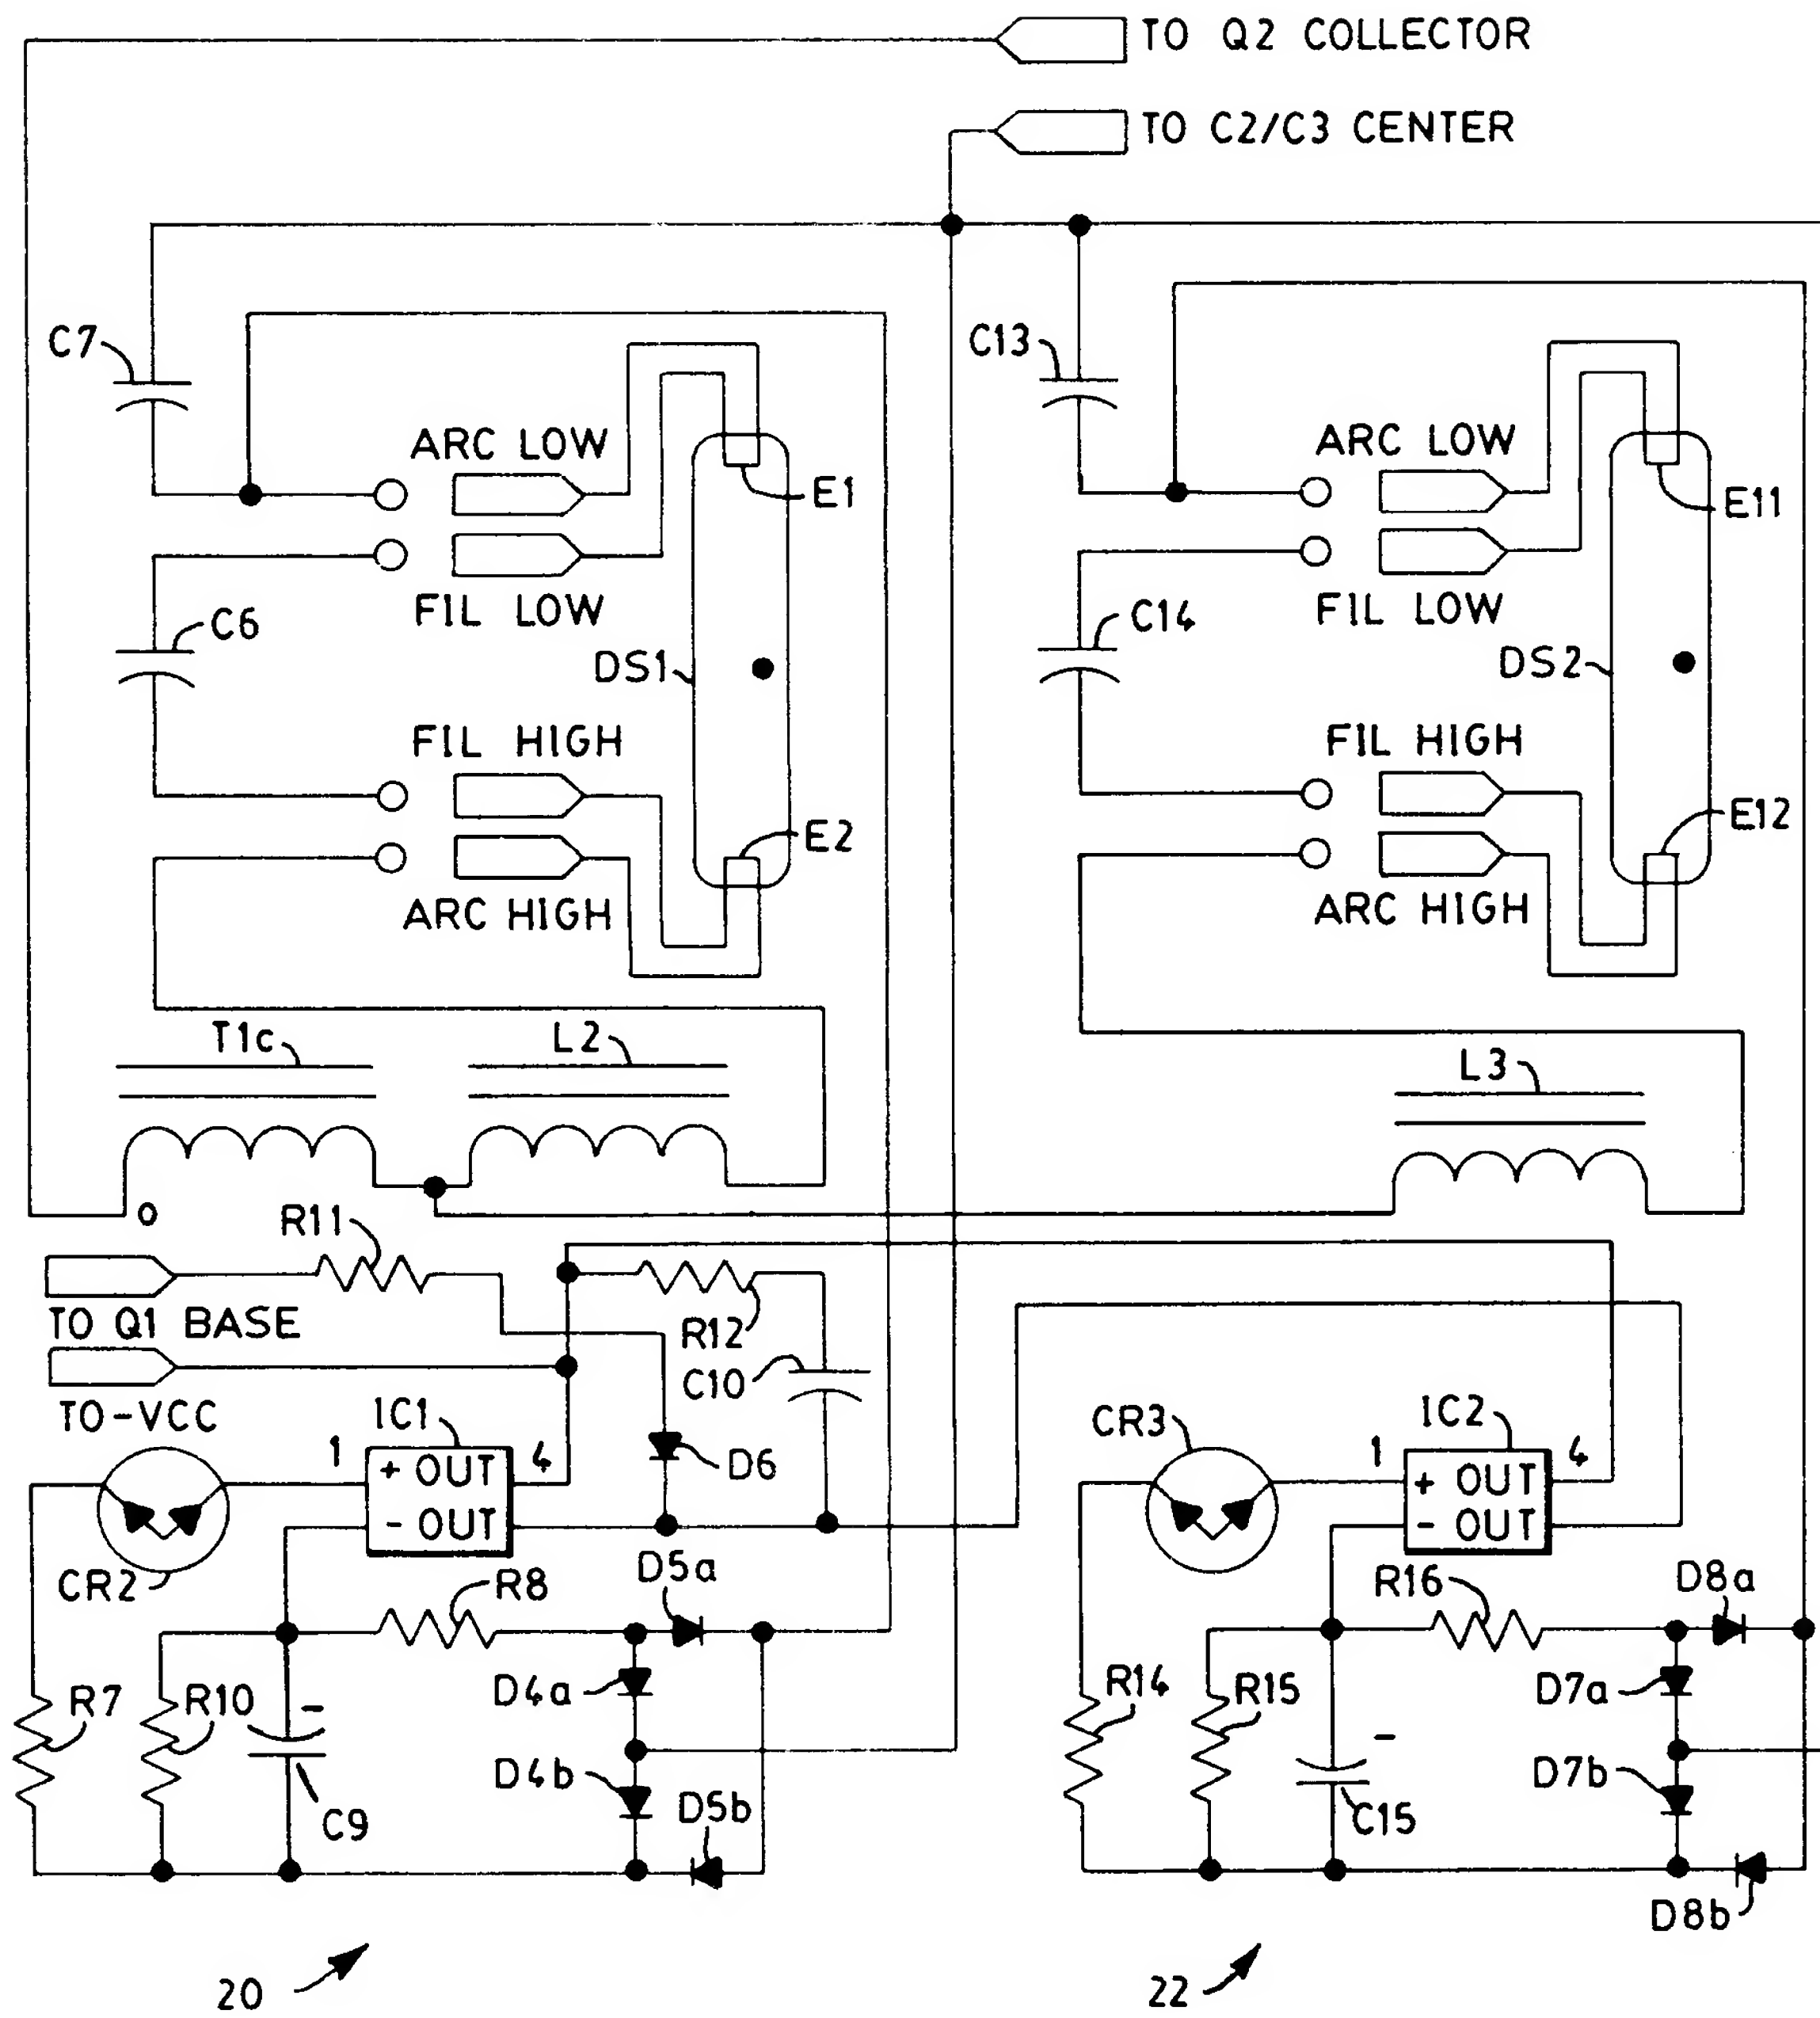 TO Q2 COLLECTOR
TO C2/C3 CENTER
C7
C13
ARC LOW
ARC LOW
E1
E11
FIL LOW
FIL LOW
C6
C14
DS1
DS2
FIL HIGH
FIL HIGH
E2
E12
ARC HIGH
ARC HIGH
T1c
L2
L3
R11
TO Q1 BASE
R12
C10
TO-VCC
IC1
CR3
IC2
1
+ OUT
4
D6
1
+ OUT
4
- OUT
- OUT
CR2
R8
D5a
R16
D8a
R7
R10
-
D4a
R14
R15
-
D7a
D4b
D7b
C9
D5b
C15
D8b
20
22